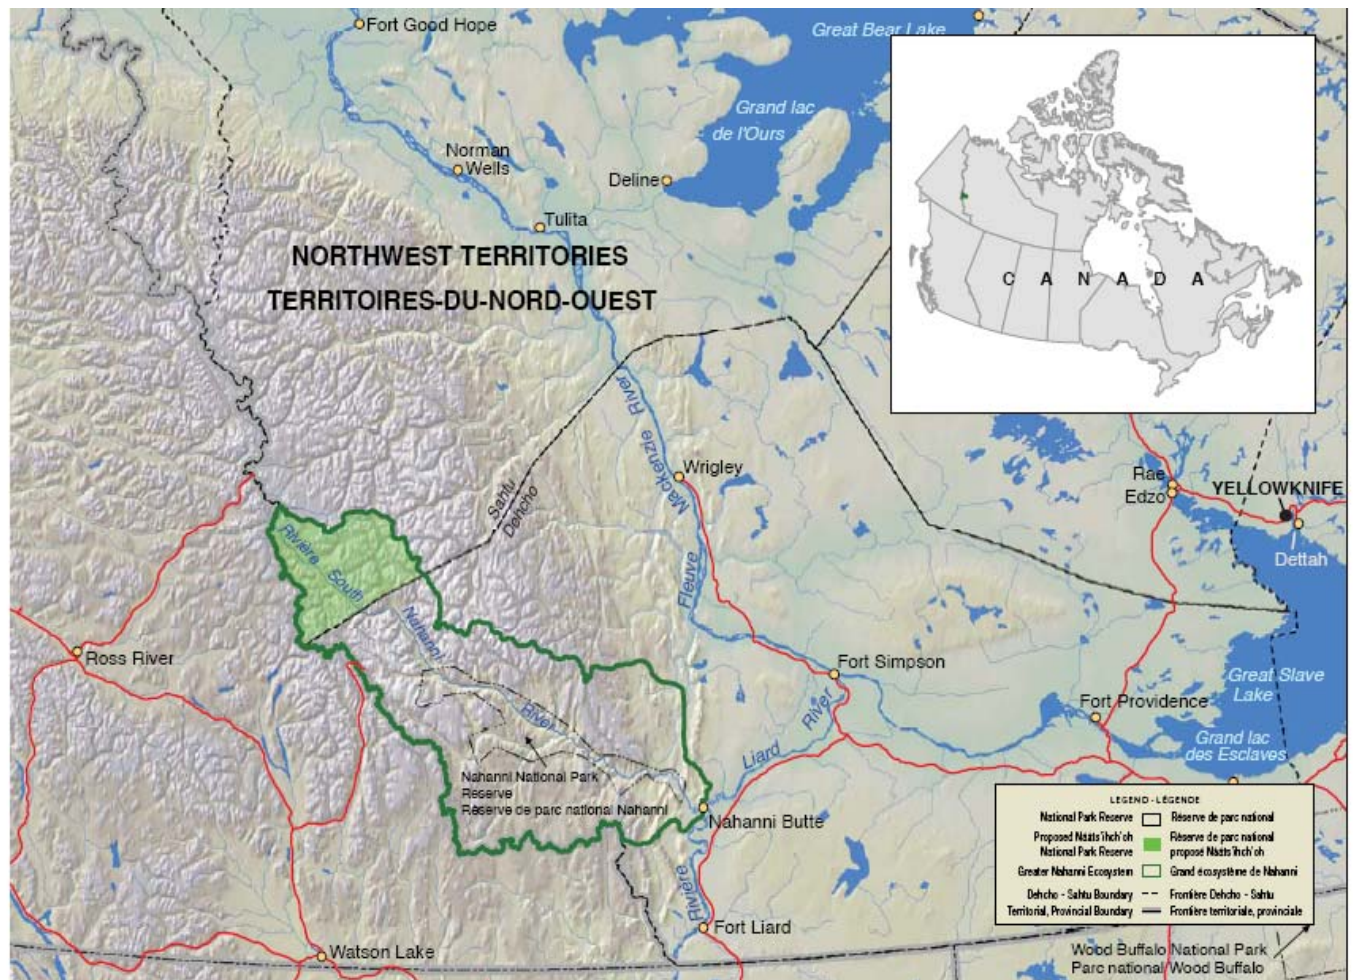 Fort Good Hope
Great Bear Lake
Grand lac
de l'Ours
Norman
Wells
Deline
Tulita
NORTHWEST TERRITORIES
TERRITOIRES-DU-NORD-OUEST
C A N A D A
Mackenzie River
Fleuve
Wrigley
Sahtu
Dehcho
Rae
Edzo
YELLOWKNIFE
Dettah
Rivière South
Nahanni
River
Ross River
Fort Simpson
Great Slave
Lake
Fort Providence
Grand lac
des Esclaves
Liard River
Nahanni National Park
Reserve
Réserve de parc national Nahanni
Nahanni Butte
Rivière
Fort Liard
Watson Lake
LEGEND - LÉGENDE
National Park Reserve Réserve de parc national
Proposed Nááts'ihch'oh Réserve de parc national
National Park Reserve proposé Nááts'ihch'oh
Greater Nahanni Ecosystem Grand écosystème de Nahanni
Dehcho - Sahtu Boundary Frontière Dehcho - Sahtu
Territorial, Provincial Boundary Frontière territoriale, provinciale
Wood Buffalo National Park
Parc national Wood Buffalo